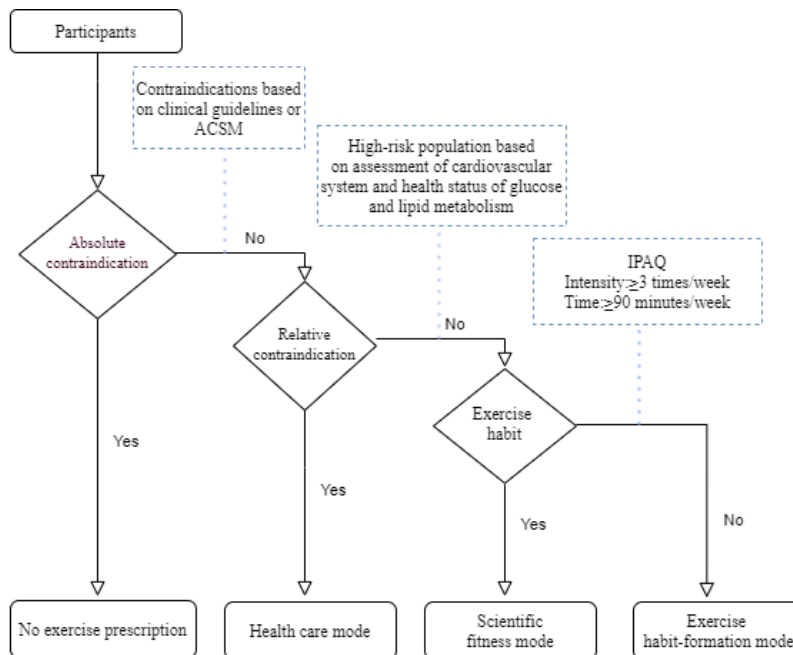 Participants
Contraindications based
on clinical guidelines or
ACSM
High-risk population based
on assessment of cardiovascular
system and health status of glucose
and lipid metabolism
Absolute
contraindication
No
IPAQ
Intensity:≥3 times/week
Time:≥90 minutes/week
Relative
contraindication
No
Exercise
habit
Yes
Yes
Yes
No
No exercise prescription
Health care mode
Scientific
fitness mode
Exercise
habit-formation mode